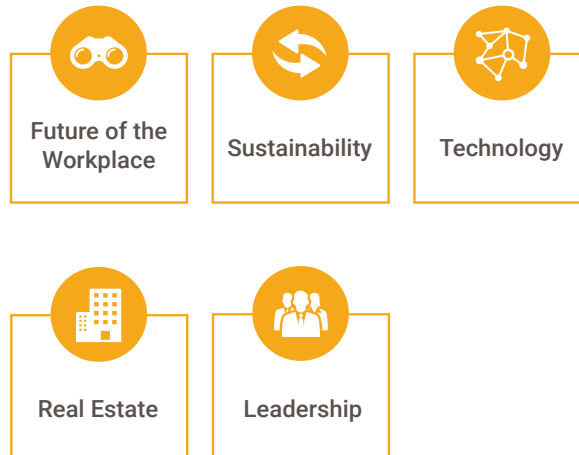 Future of the
Workplace
Sustainability
Technology
Real Estate
Leadership